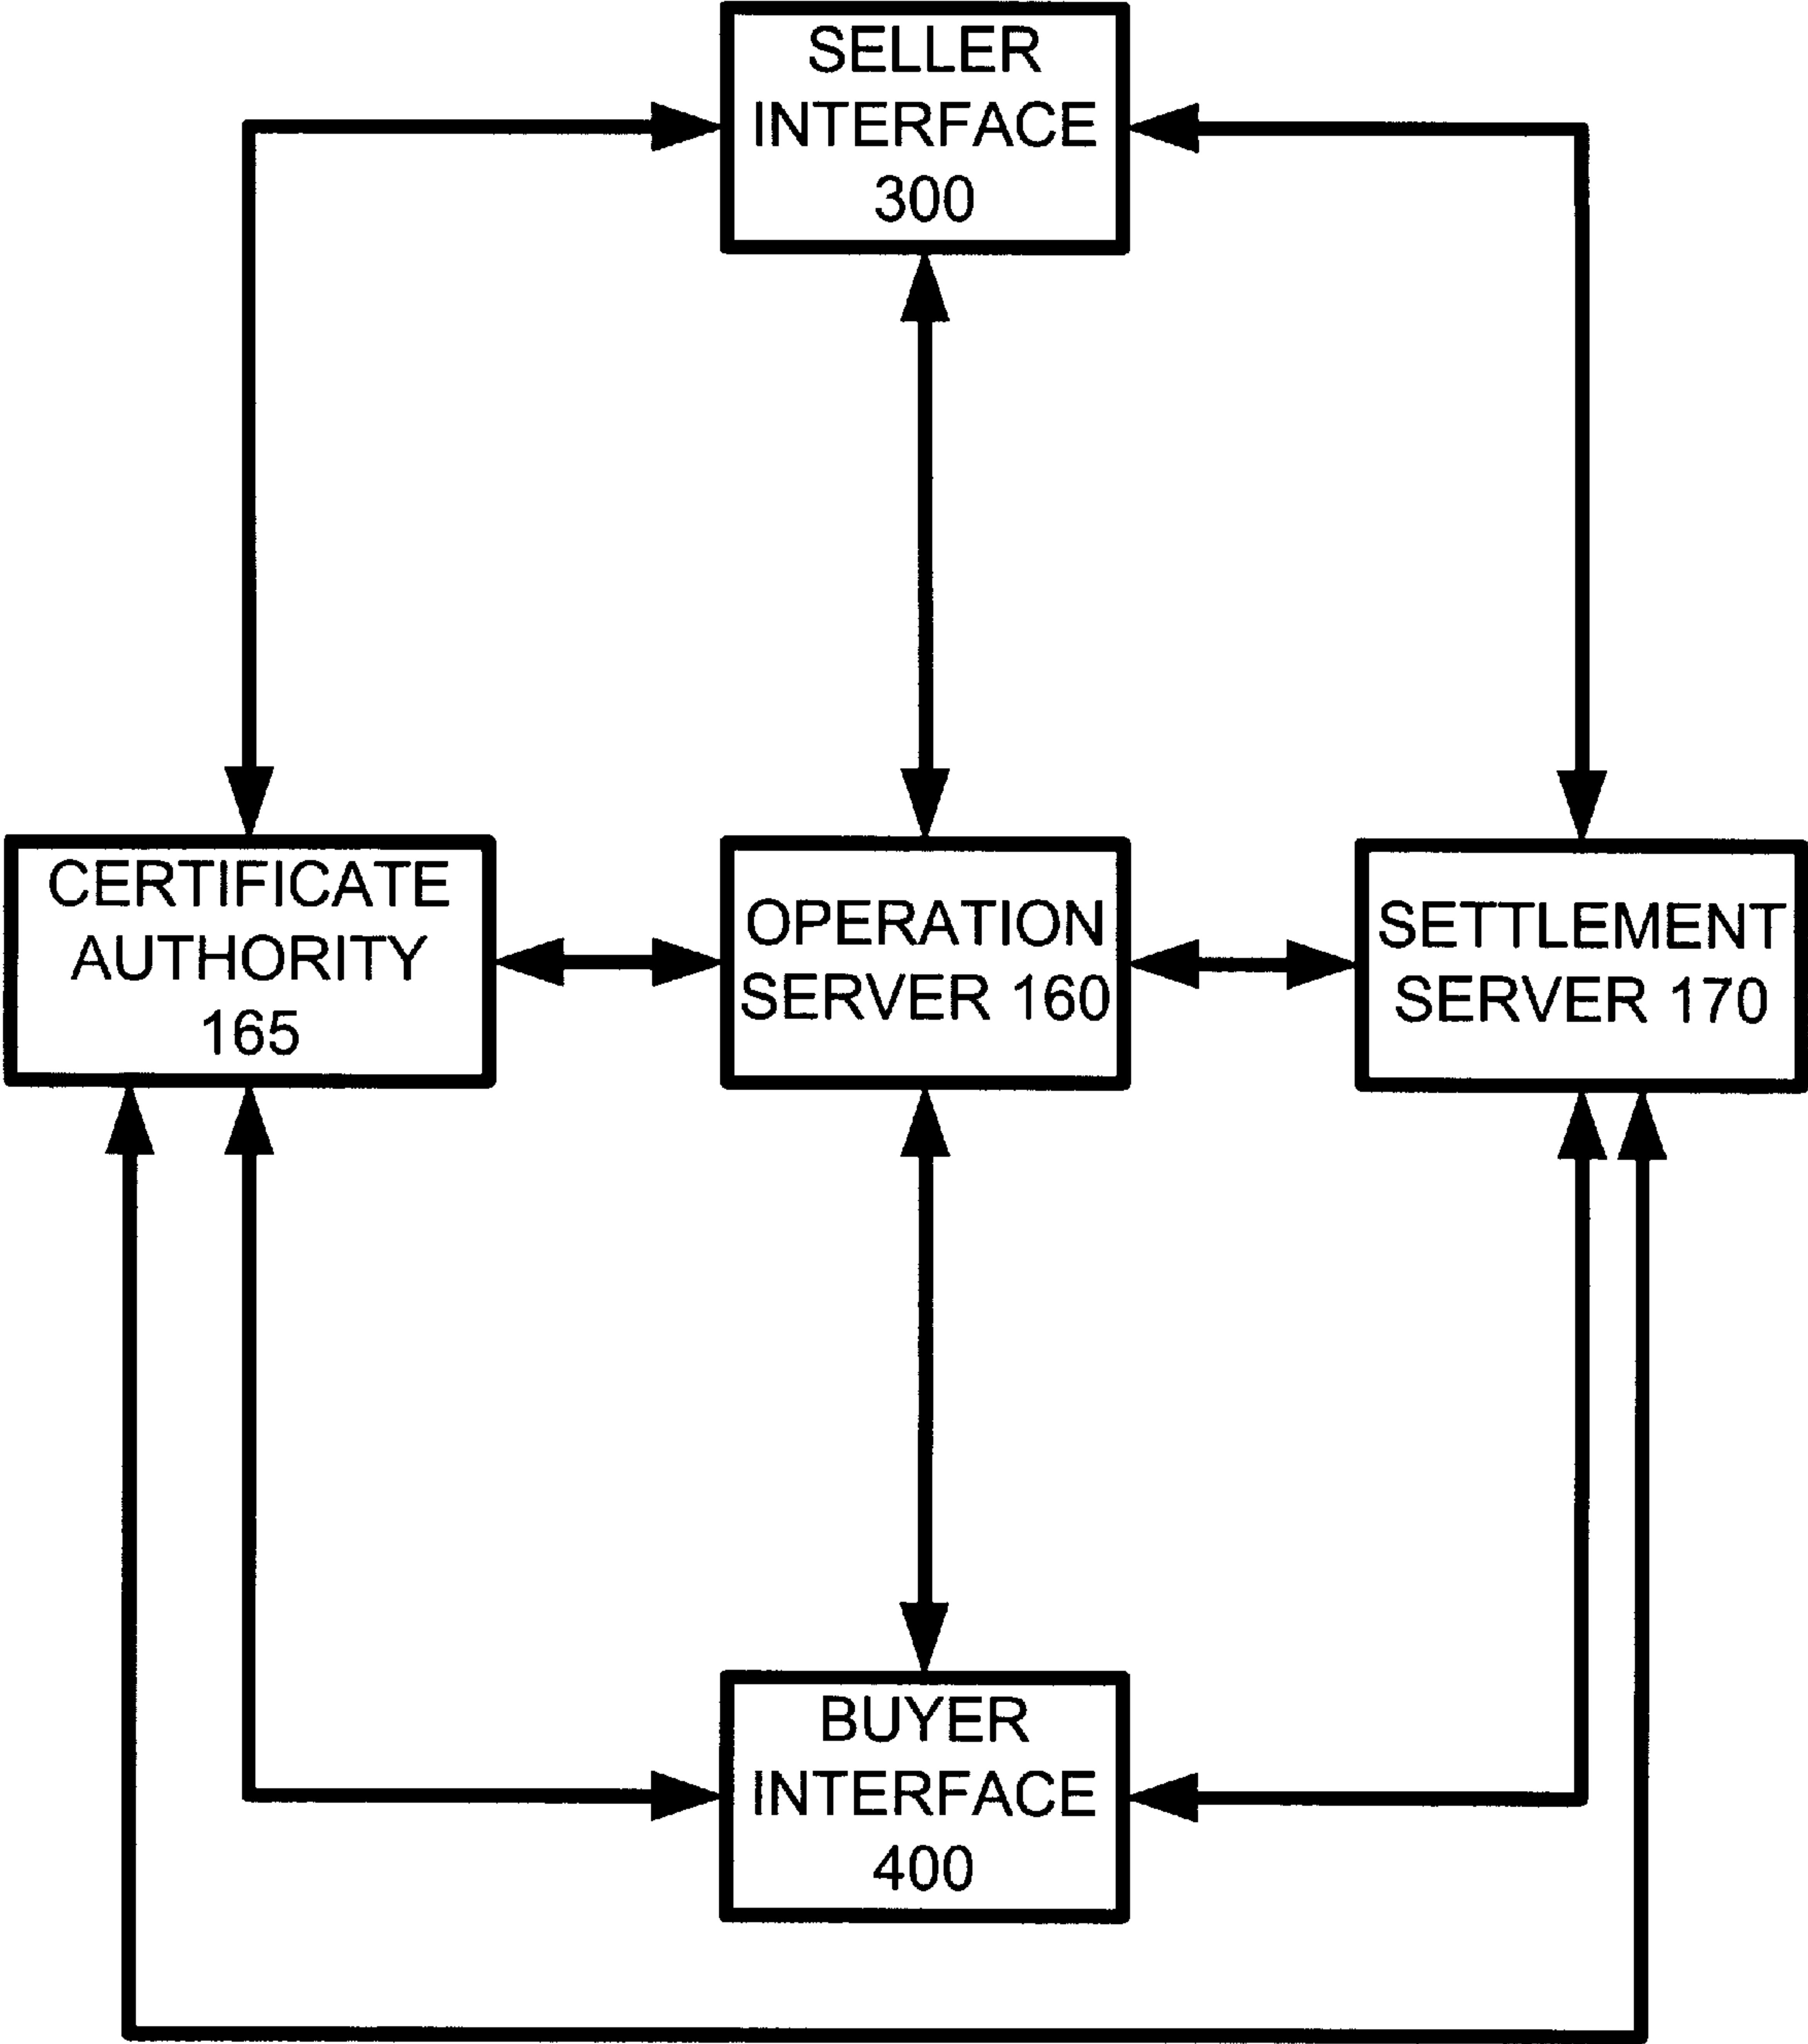 SELLER
INTERFACE
300
CERTIFICATE
AUTHORITY
165
OPERATION
SERVER 160
SETTLEMENT
SERVER 170
BUYER
INTERFACE
400